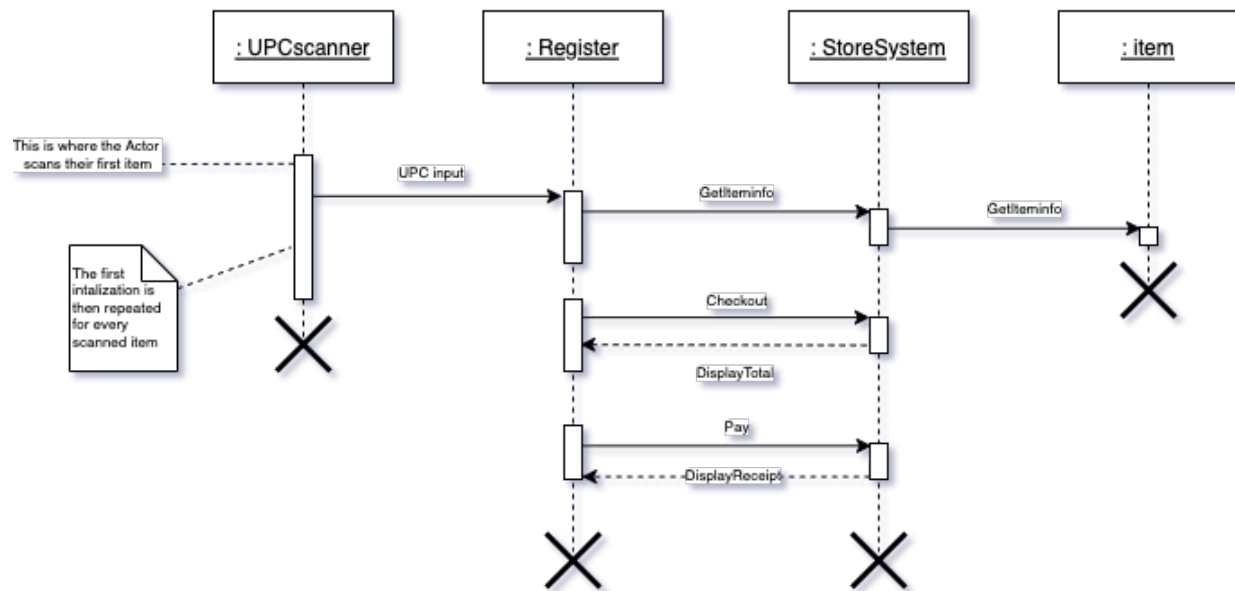 : UPCscanner
: Register
: StoreSystem
: item
This is where the Actor
scans their first item
UPC input
GetIteminfo
GetIteminfo
The first
intalization is
then repeated
for every
scanned item
Checkout
DisplayTotal
Pay
DisplayReceipt